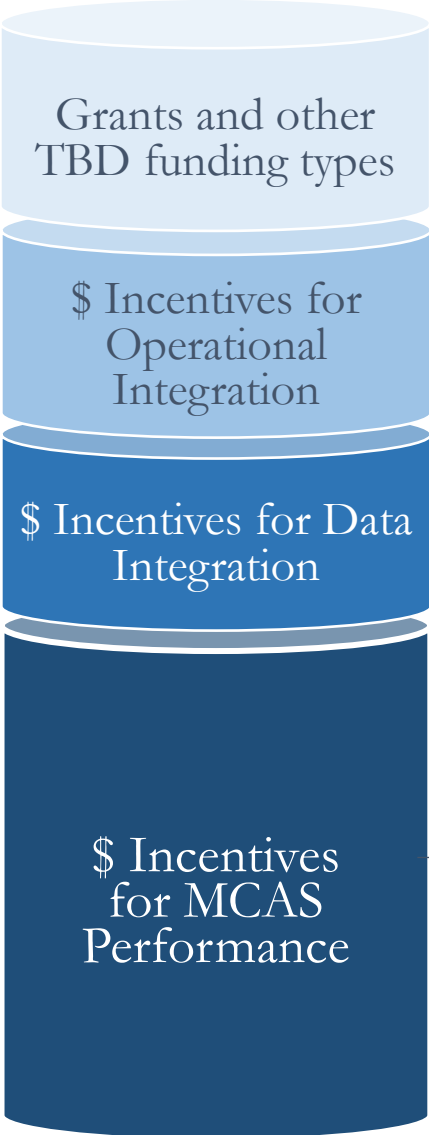 Grants and other
TBD funding types
$ Incentives for
Operational
Integration
$ Incentives for Data
Integration
$ Incentives
for MCAS
Performance